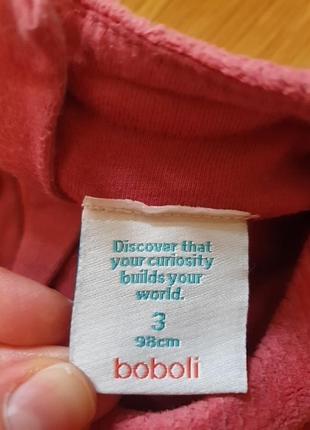 Discover that
your curiosity
builds your
world.
3
98cm
boboli